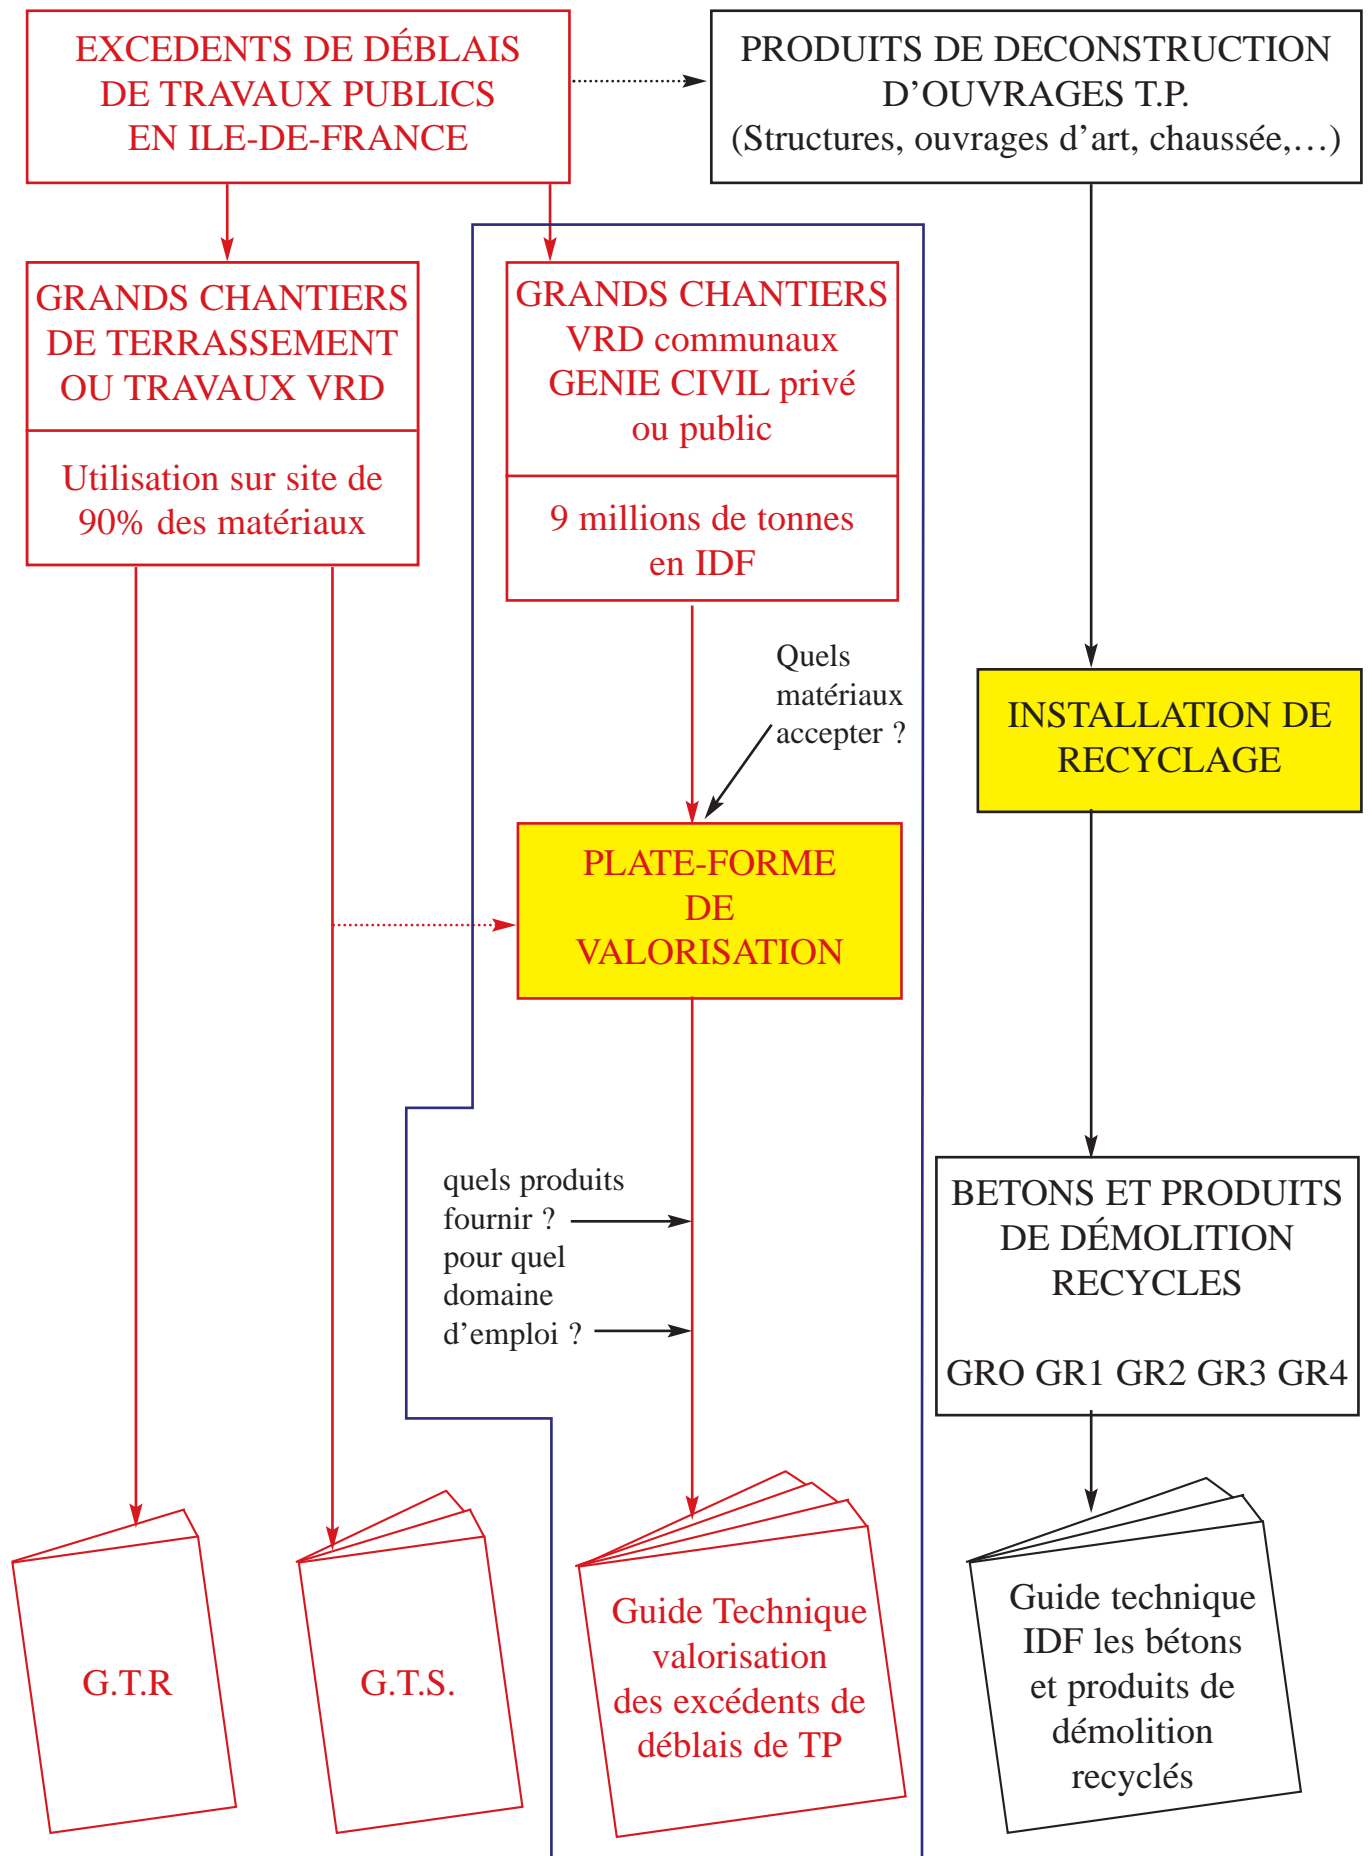 EXCEDENTS DE DÉBLAIS
DE TRAVAUX PUBLICS
EN ILE-DE-FRANCE
PRODUITS DE DECONSTRUCTION
D'OUVRAGES T.P.
(Structures, ouvrages d'art, chaussée,…)
GRANDS CHANTIERS
DE TERRASSEMENT
OU TRAVAUX VRD
Utilisation sur site de
90% des matériaux
GRANDS CHANTIERS
VRD communaux
GENIE CIVIL privé
ou public
9 millions de tonnes
en IDF
Quels
matériaux
accepter ?
INSTALLATION DE
RECYCLAGE
PLATE-FORME
DE
VALORISATION
quels produits
fournir ?
pour quel
domaine
d'emploi ?
BETONS ET PRODUITS
DE DÉMOLITION
RECYCLES
GRO GR1 GR2 GR3 GR4
G.T.R
G.T.S.
Guide Technique
valorisation
des excédents de
déblais de TP
Guide technique
IDF les bétons
et produits de
démolition
recyclés